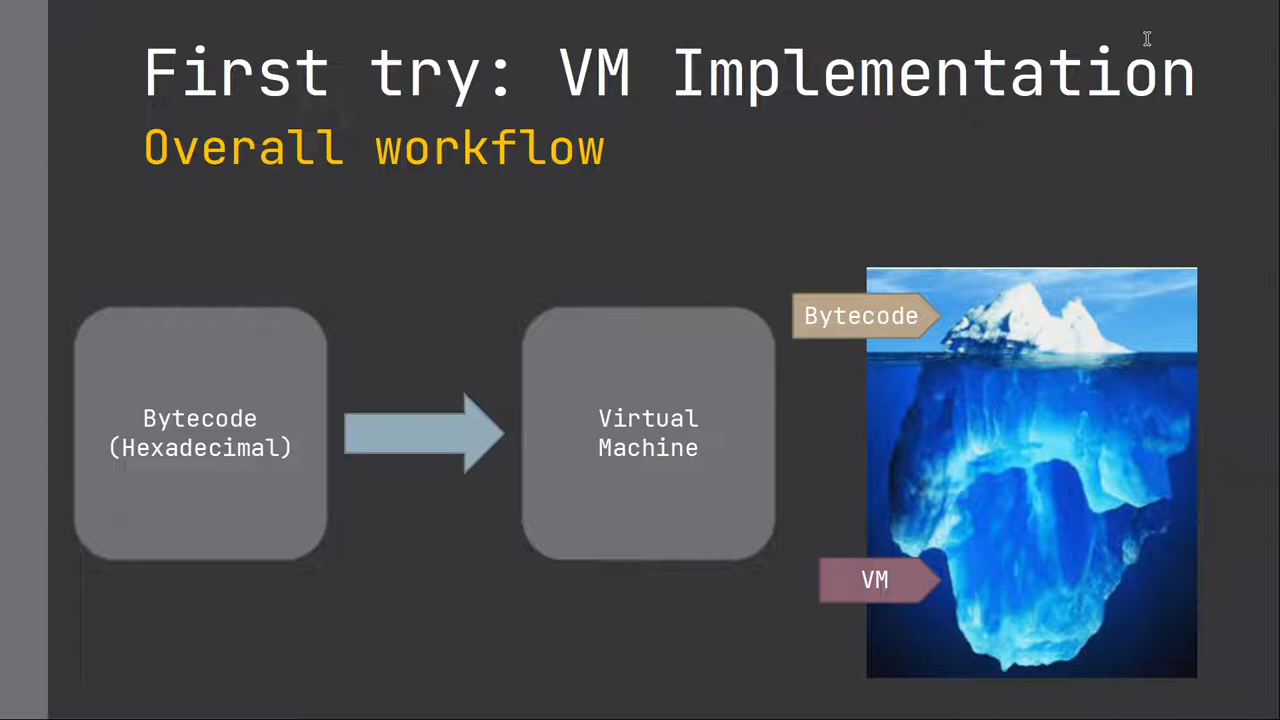 First try: VM Implementation
Overall workflow
Bytecode
(Hexadecimal)
Virtual
Machine
Bytecode
VM